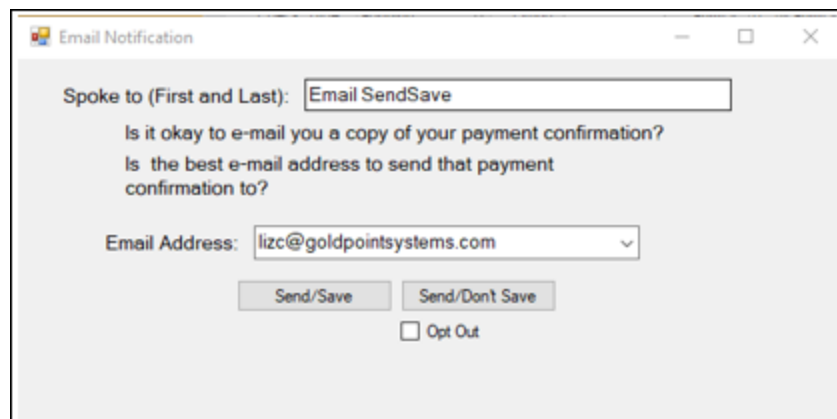 Email Notification
Spoke to (First and Last): Email SendSave
Is it okay to e-mail you a copy of your payment confirmation?
Is the best e-mail address to send that payment
confirmation to?
Email Address: lizc@goldpointsystems.com
Send/Save Send/Don't Save
Opt Out